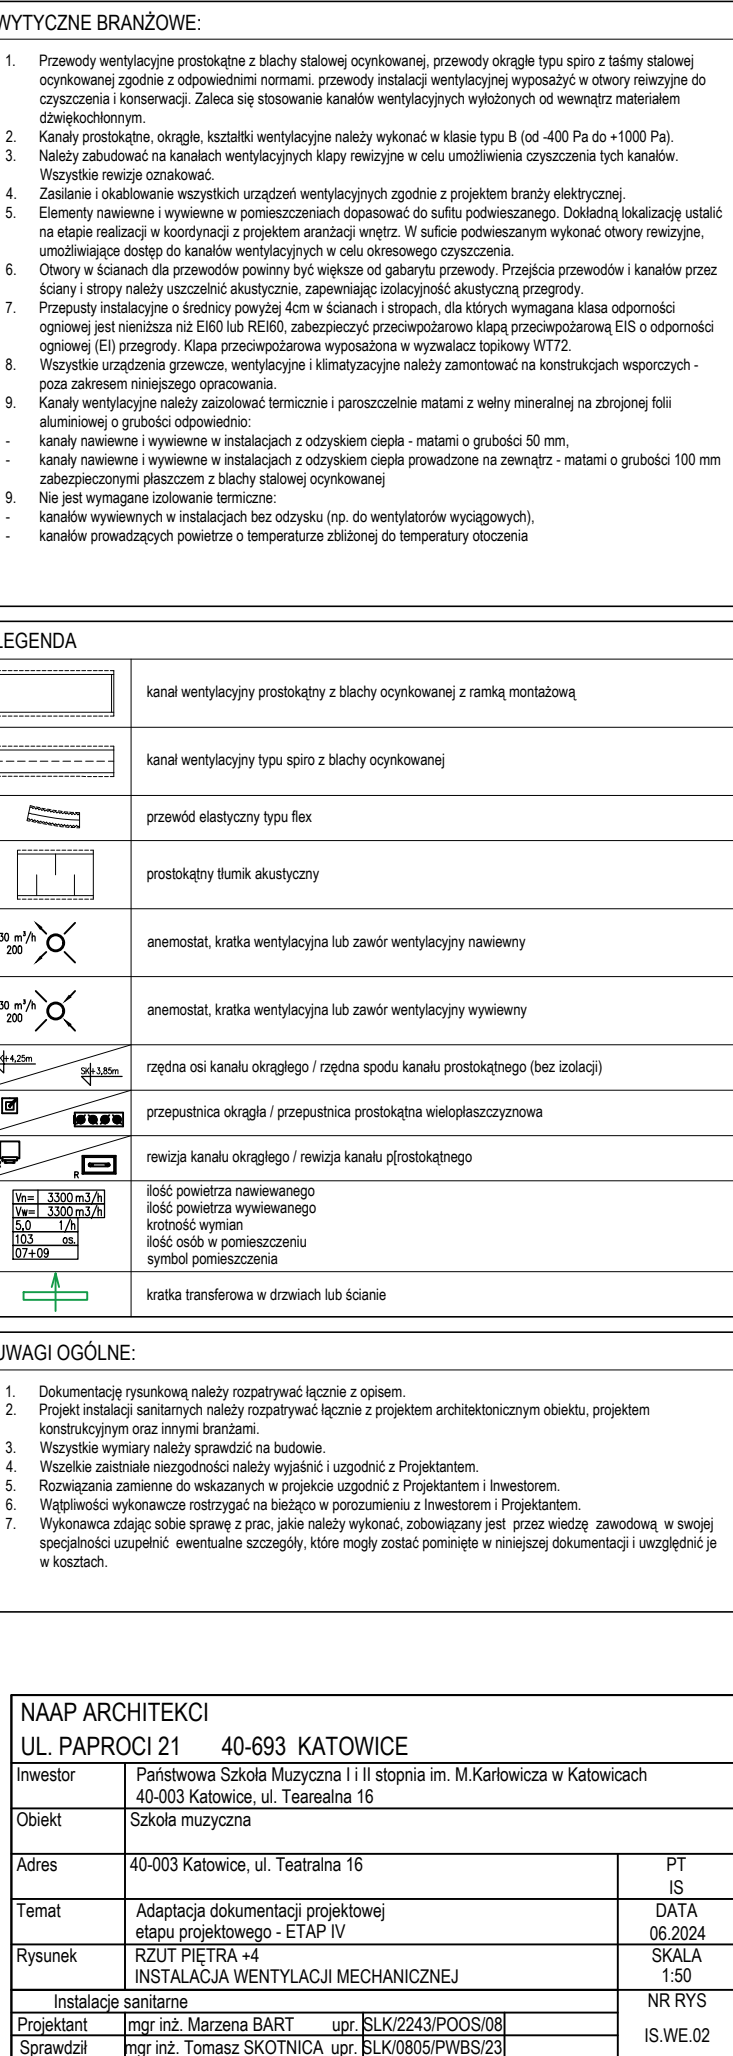 WYTYCZNE BRANŻOWE:
1. Przewody wentylacyjne prostokątne z blachy stalowej ocynkowanej, przewody okrągłe typu spiro z taśmy stalowej
ocynkowanej zgodnie z odpowiednimi normami. przewody instalacji wentylacyjnej wyposażyć w otwory reiwzyjne do
czyszczenia i konserwacji. Zaleca się stosowanie kanałów wentylacyjnych wyłożonych od wewnątrz materiałem
dźwiękochłonnym.
2. Kanały prostokątne, okrągłe, kształtki wentylacyjne należy wykonać w klasie typu B (od -400 Pa do +1000 Pa).
3. Należy zabudować na kanałach wentylacyjnych klapy rewizyjne w celu umożliwienia czyszczenia tych kanałów.
Wszystkie rewizje oznakować.
4. Zasilanie i okablowanie wszystkich urządzeń wentylacyjnych zgodnie z projektem branży elektrycznej.
5. Elementy nawiewne i wywiewne w pomieszczeniach dopasować do sufitu podwieszanego. Dokładną lokalizację ustalić
na etapie realizacji w koordynacji z projektem aranżacji wnętrz. W suficie podwieszanym wykonać otwory rewizyjne,
umożliwiające dostęp do kanałów wentylacyjnych w celu okresowego czyszczenia.
6. Otwory w ścianach dla przewodów powinny być większe od gabarytu przewody. Przejścia przewodów i kanałów przez
ściany i stropy należy uszczelnić akustycznie, zapewniając izolacyjność akustyczną przegrody.
7. Przepusty instalacyjne o średnicy powyżej 4cm w ścianach i stropach, dla których wymagana klasa odporności
ogniowej jest nieniższa niż EI60 lub REI60, zabezpieczyć przeciwpożarowo klapą przeciwpożarową EIS o odporności
ogniowej (EI) przegrody. Klapa przeciwpożarowa wyposażona w wyzwalacz topikowy WT72.
8. Wszystkie urządzenia grzewcze, wentylacyjne i klimatyzacyjne należy zamontować na konstrukcjach wsporczych -
poza zakresem niniejszego opracowania.
9. Kanały wentylacyjne należy zaizolować termicznie i paroszczelnie matami z wełny mineralnej na zbrojonej folii
aluminiowej o grubości odpowiednio:
- kanały nawiewne i wywiewne w instalacjach z odzyskiem ciepła - matami o grubości 50 mm,
- kanały nawiewne i wywiewne w instalacjach z odzyskiem ciepła prowadzone na zewnątrz - matami o grubości 100 mm
zabezpieczonymi płaszczem z blachy stalowej ocynkowanej
9. Nie jest wymagane izolowanie termiczne:
- kanałów wywiewnych w instalacjach bez odzysku (np. do wentylatorów wyciągowych),
- kanałów prowadzących powietrze o temperaturze zbliżonej do temperatury otoczenia
LEGENDA
kanał wentylacyjny prostokątny z blachy ocynkowanej z ramką montażową
kanał wentylacyjny typu spiro z blachy ocynkowanej
przewód elastyczny typu flex
prostokątny tłumik akustyczny
30 m³/h
200
anemostat, kratka wentylacyjna lub zawór wentylacyjny nawiewny
30 m³/h
200
anemostat, kratka wentylacyjna lub zawór wentylacyjny wywiewny
+4,25m
SK+3,85m
rzędna osi kanału okrągłego / rzędna spodu kanału prostokątnego (bez izolacji)
przepustnica okrągła / przepustnica prostokątna wielopłaszczyznowa
R
rewizja kanału okrągłego / rewizja kanału p[rostokątnego
Vn= 3300 m3/h
Vw= 3300 m3/h
5,0 1/h
103 os.
07+09
ilość powietrza nawiewanego
ilość powietrza wywiewanego
krotność wymian
ilość osób w pomieszczeniu
symbol pomieszczenia
kratka transferowa w drzwiach lub ścianie
UWAGI OGÓLNE:
1. Dokumentację rysunkową należy rozpatrywać łącznie z opisem.
2. Projekt instalacji sanitarnych należy rozpatrywać łącznie z projektem architektonicznym obiektu, projektem
konstrukcyjnym oraz innymi branżami.
3. Wszystkie wymiary należy sprawdzić na budowie.
4. Wszelkie zaistniałe niezgodności należy wyjaśnić i uzgodnić z Projektantem.
5. Rozwiązania zamienne do wskazanych w projekcie uzgodnić z Projektantem i Inwestorem.
6. Wątpliwości wykonawcze rostrzygać na bieżąco w porozumieniu z Inwestorem i Projektantem.
7. Wykonawca zdając sobie sprawę z prac, jakie należy wykonać, zobowiązany jest przez wiedzę zawodową w swojej
specjalności uzupełnić ewentualne szczegóły, które mogły zostać pominięte w niniejszej dokumentacji i uwzględnić je
w kosztach.
NAAP ARCHITEKCI
UL. PAPROCI 21 40-693 KATOWICE
Inwestor Państwowa Szkoła Muzyczna I i II stopnia im. M.Karłowicza w Katowicach
40-003 Katowice, ul. Tearealna 16
Obiekt Szkoła muzyczna
Adres 40-003 Katowice, ul. Teatralna 16 PT
IS
Temat Adaptacja dokumentacji projektowej DATA
etapu projektowego - ETAP IV 06.2024
Rysunek RZUT PIĘTRA +4 SKALA
INSTALACJA WENTYLACJI MECHANICZNEJ 1:50
Instalacje sanitarne NR RYS
Projektant mgr inż. Marzena BART upr. SLK/2243/POOS/08
IS.WE.02
Sprawdził mgr inż. Tomasz SKOTNICA upr. SLK/0805/PWBS/23